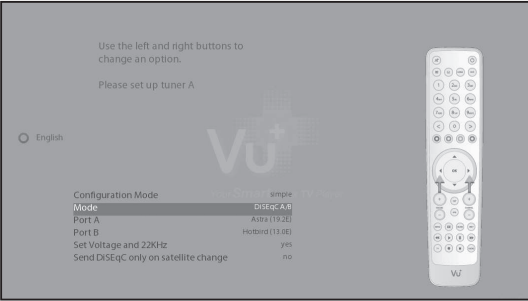 Use the left and right buttons to
change an option.
Please set up tuner A
English
Vu+
Configuration Mode simple
Mode DiSEqC A/B
Port A Astra (19.2E)
Port B Hotbird (13.0E)
Set Voltage and 22KHz yes
Send DiSEqC only on satellite change no
OK
Vu+